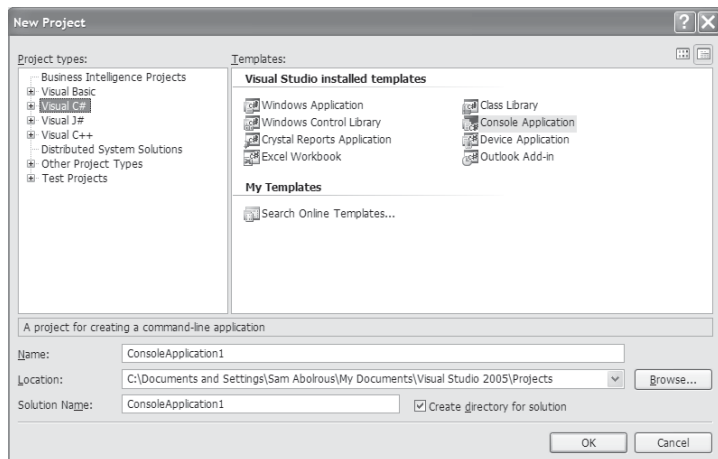 New Project
Project types:
Business Intelligence Projects
Visual Basic
Visual C#
Visual J#
Visual C++
Distributed System Solutions
Other Project Types
Test Projects
Templates:
Visual Studio installed templates
Windows Application
Windows Control Library
Crystal Reports Application
Excel Workbook
Class Library
Console Application
Device Application
Outlook Add-in
My Templates
Search Online Templates...
A project for creating a command-line application
Name: ConsoleApplication1
Location: C:\Documents and Settings\Sam Abolrous\My Documents\Visual Studio 2005\Projects Browse...
Solution Name: ConsoleApplication1 Create directory for solution
OK Cancel